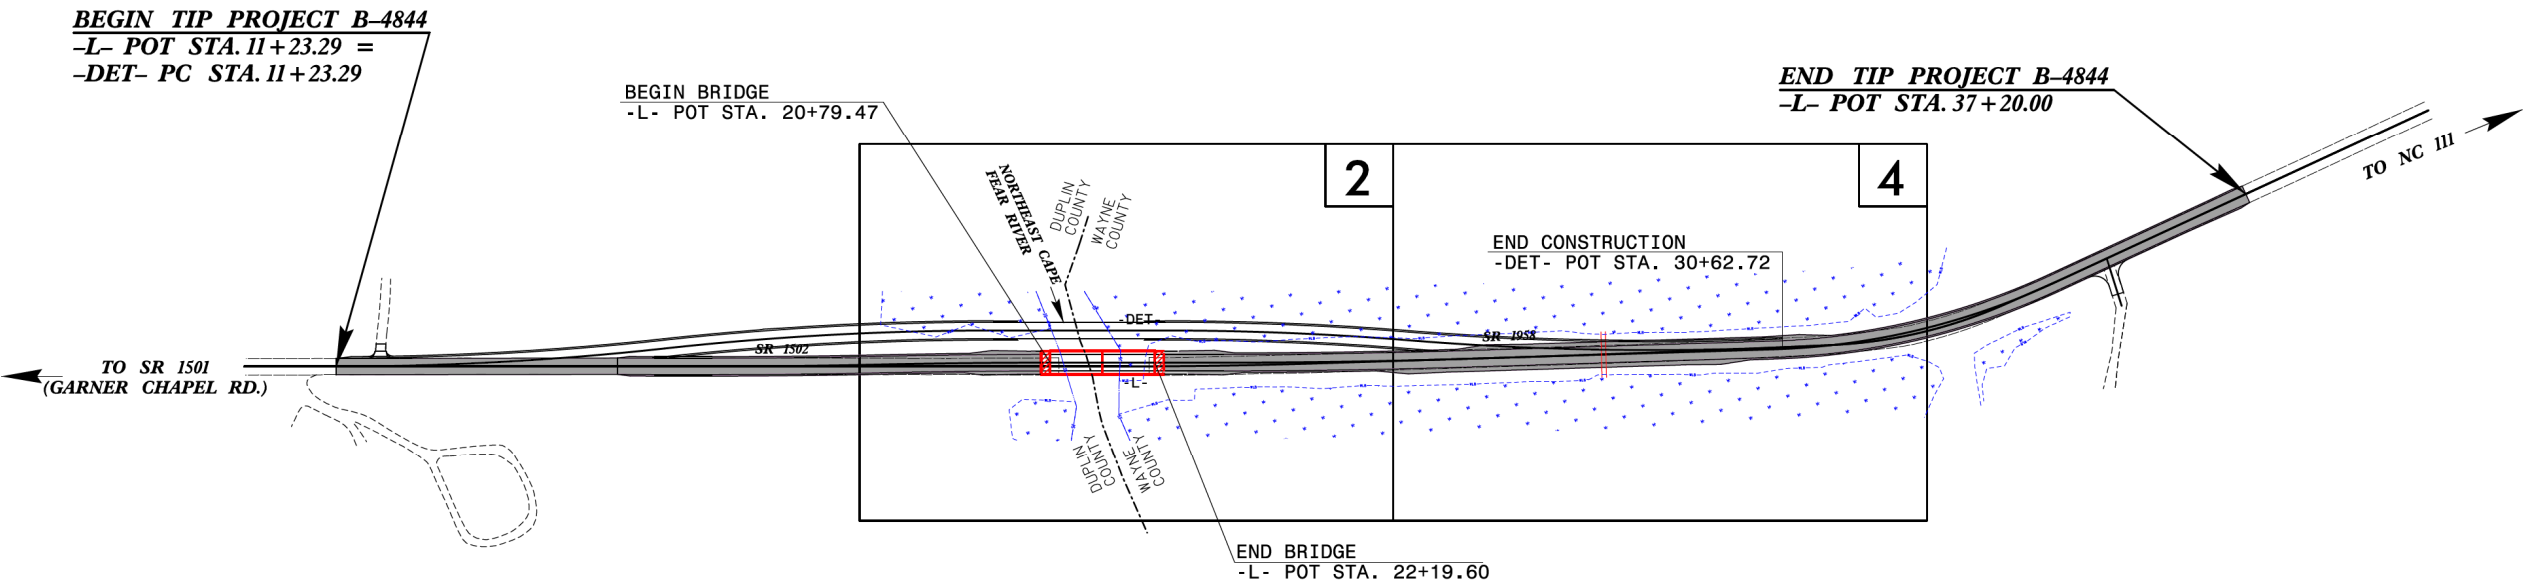 BEGIN TIP PROJECT B-4844
-L- POT STA. 11+23.29 =
-DET- PC STA. 11+23.29
BEGIN BRIDGE
-L- POT STA. 20+79.47
END TIP PROJECT B-4844
-L- POT STA. 37+20.00
2
4
TO NC 111
NORTHEAST CAPE
FEAR RIVER
DUPLIN
COUNTY
WAYNE
COUNTY
END CONSTRUCTION
-DET- POT STA. 30+62.72
-DET-
SR 1502
SR 1958
TO SR 1501
(GARNER CHAPEL RD.)
-L-
DUPLIN
COUNTY
WAYNE
COUNTY
END BRIDGE
-L- POT STA. 22+19.60